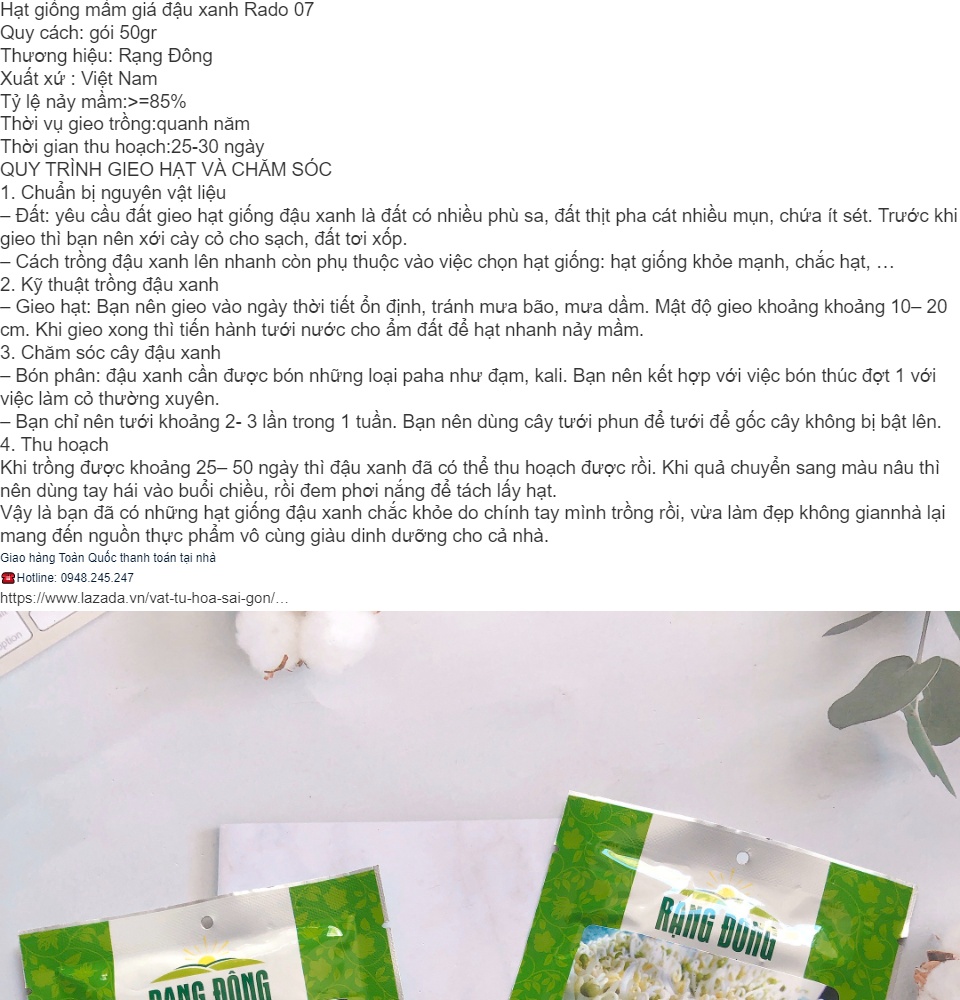 Hạt giống mầm giá đậu xanh Rado 07
Quy cách: gói 50gr
Thương hiệu: Rạng Đông
Xuất xứ : Việt Nam
Tỷ lệ nảy mầm:>=85%
Thời vụ gieo trồng:quanh năm
Thời gian thu hoạch:25-30 ngày
QUY TRÌNH GIEO HẠT VÀ CHĂM SÓC
1. Chuẩn bị nguyên vật liệu
– Đất: yêu cầu đất gieo hạt giống đậu xanh là đất có nhiều phù sa, đất thịt pha cát nhiều mụn, chứa ít sét. Trước khi
gieo thì bạn nên xới cày cỏ cho sạch, đất tơi xốp.
– Cách trồng đậu xanh lên nhanh còn phụ thuộc vào việc chọn hạt giống: hạt giống khỏe mạnh, chắc hạt, …
2. Kỹ thuật trồng đậu xanh
– Gieo hạt: Bạn nên gieo vào ngày thời tiết ổn định, tránh mưa bão, mưa dầm. Mật độ gieo khoảng khoảng 10– 20
cm. Khi gieo xong thì tiến hành tưới nước cho ẩm đất để hạt nhanh nảy mầm.
3. Chăm sóc cây đậu xanh
– Bón phân: đậu xanh cần được bón những loại paha như đạm, kali. Bạn nên kết hợp với việc bón thúc đợt 1 với
việc làm cỏ thường xuyên.
– Bạn chỉ nên tưới khoảng 2- 3 lần trong 1 tuần. Bạn nên dùng cây tưới phun để tưới để gốc cây không bị bật lên.
4. Thu hoạch
Khi trồng được khoảng 25– 50 ngày thì đậu xanh đã có thể thu hoạch được rồi. Khi quả chuyển sang màu nâu thì
nên dùng tay hái vào buổi chiều, rồi đem phơi nắng để tách lấy hạt.
Vậy là bạn đã có những hạt giống đậu xanh chắc khỏe do chính tay mình trồng rồi, vừa làm đẹp không giannhà lại
mang đến nguồn thực phẩm vô cùng giàu dinh dưỡng cho cả nhà.
Giao hàng Toàn Quốc thanh toán tại nhà
☎Hotline: 0948.245.247
https://www.lazada.vn/vat-tu-hoa-sai-gon/…
option
RẠNG ĐÔNG
RẠNG ĐÔNG